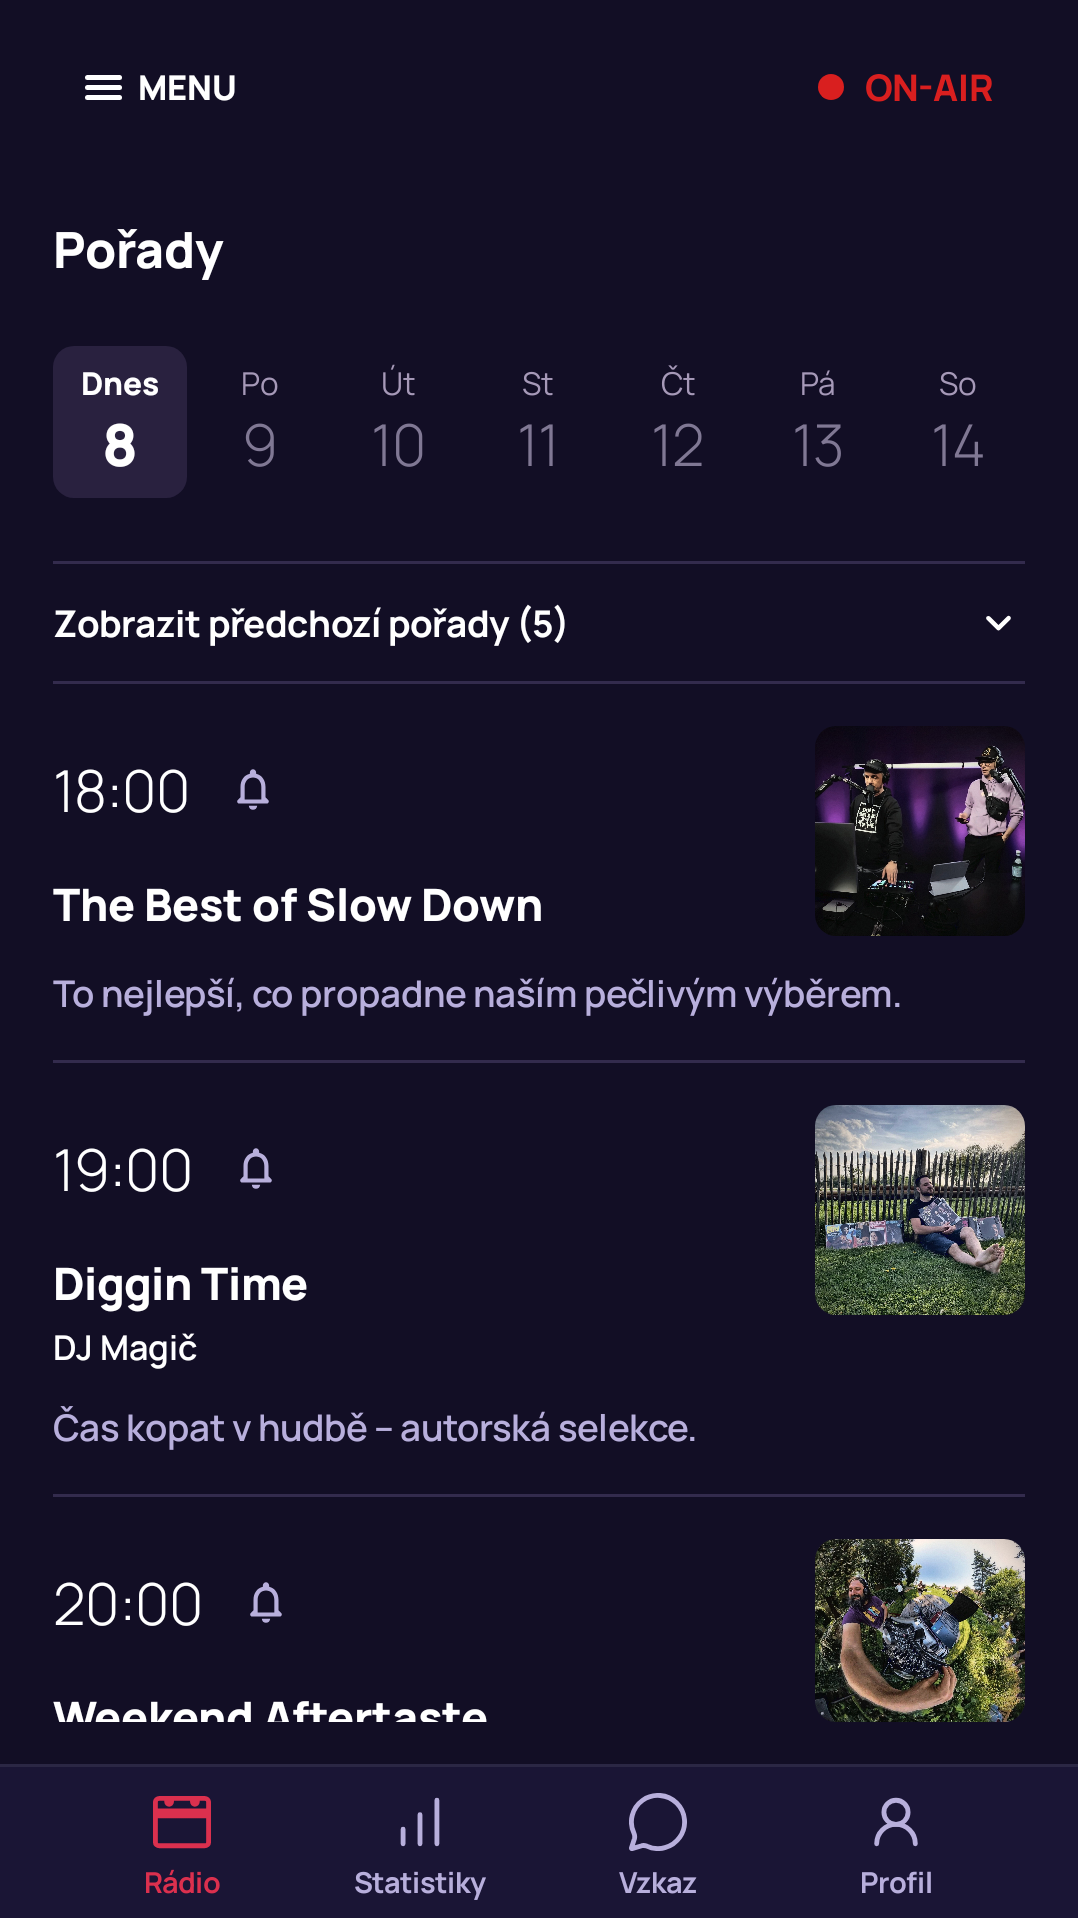 MENU
ON-AIR
Pořady
Dnes Po Út St Čt Pá So
8 9 10 11 12 13 14
Zobrazit předchozí pořady (5)
18:00
The Best of Slow Down
To nejlepší, co propadne naším pečlivým výběrem.
19:00
Diggin Time
DJ Magič
Čas kopat v hudbě – autorská selekce.
20:00
Weekend Aftertaste
Rádio Statistiky Vzkaz Profil